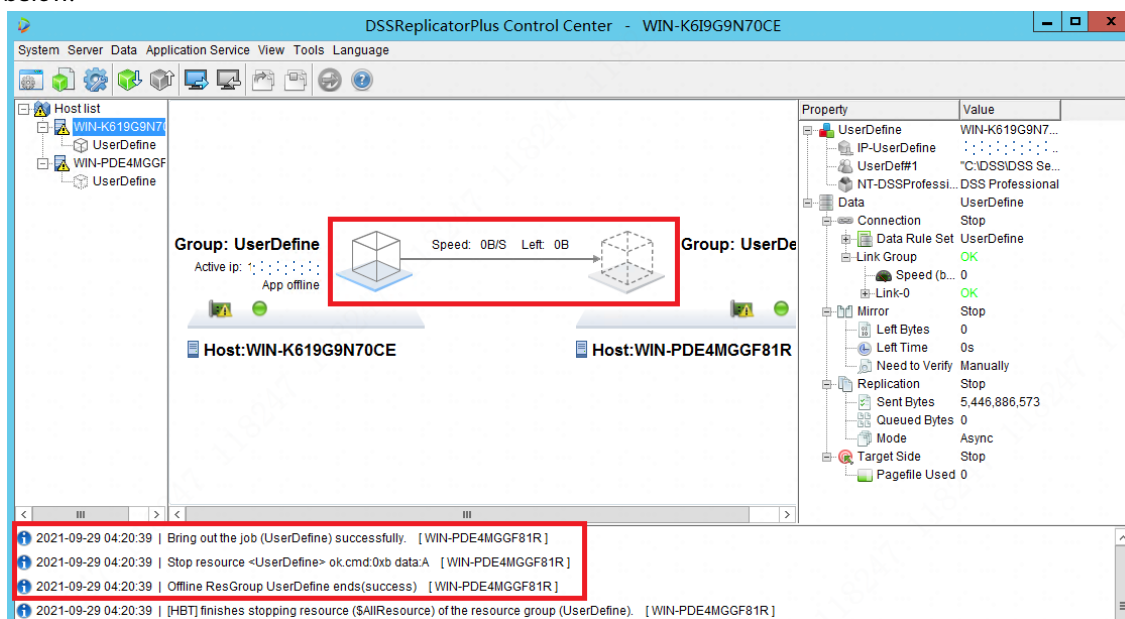 DSSReplicatorPlus Control Center - WIN-K6I9G9N70CE
System Server Data Application Service View Tools Language
Host list
WIN-K619G9N70
UserDefine
WIN-PDE4MGGF
UserDefine
Group: UserDefine
Active ip:
App offline
Speed: 0B/S Left: 0B
Group: UserDe
Host:WIN-K619G9N70CE
Host:WIN-PDE4MGGF81R
Property Value
UserDefine WIN-K619G9N7...
IP-UserDefine
UserDef#1 "C:\DSS\DSS Se...
NT-DSSProfessi... DSS Professional
Data UserDefine
Connection Stop
Data Rule Set UserDefine
Link Group OK
Speed (b... 0
Link-0 OK
Mirror Stop
Left Bytes 0
Left Time 0s
Need to Verify Manually
Replication Stop
Sent Bytes 5,446,886,573
Queued Bytes 0
Mode Async
Target Side Stop
Pagefile Used 0
2021-09-29 04:20:39 | Bring out the job (UserDefine) successfully. [ WIN-PDE4MGGF81R ]
2021-09-29 04:20:39 | Stop resource <UserDefine> ok.cmd:0xb data:A [ WIN-PDE4MGGF81R ]
2021-09-29 04:20:39 | Offline ResGroup UserDefine ends(success) [ WIN-PDE4MGGF81R ]
2021-09-29 04:20:39 | [HBT] finishes stopping resource ($AllResource) of the resource group (UserDefine). [ WIN-PDE4MGGF81R ]